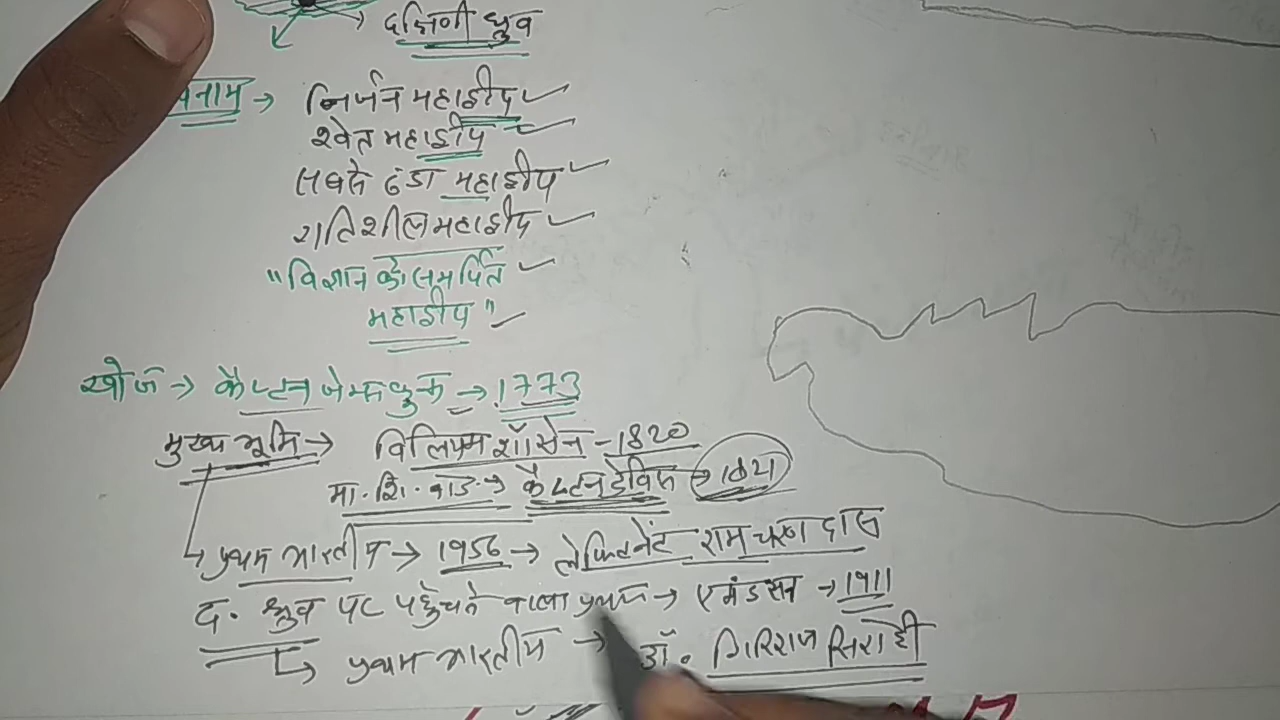 → दक्षिणी ध्रुव
नाम → निर्जन महाद्वीप
श्वेत महाद्वीप
सबसे ठंडा महाद्वीप
गतिशील महाद्वीप
"विज्ञान को समर्पित
महाद्वीप"
खोज → कैप्टन जेम्स कुक → 1773
मुख्य भूमि → विलियम शॉसेन - 1820
मा. शि. बोर्ड → कैप्टन डेविस → 1821
प्रथम भारतीय → 1956 → लेफ्टिनेंट रामचरण दास
द. ध्रुव पर पहुँचने वाला प्रथम → एमंडसन → 1911
प्रथम भारतीय → डॉ. गिरिराज सिरोही